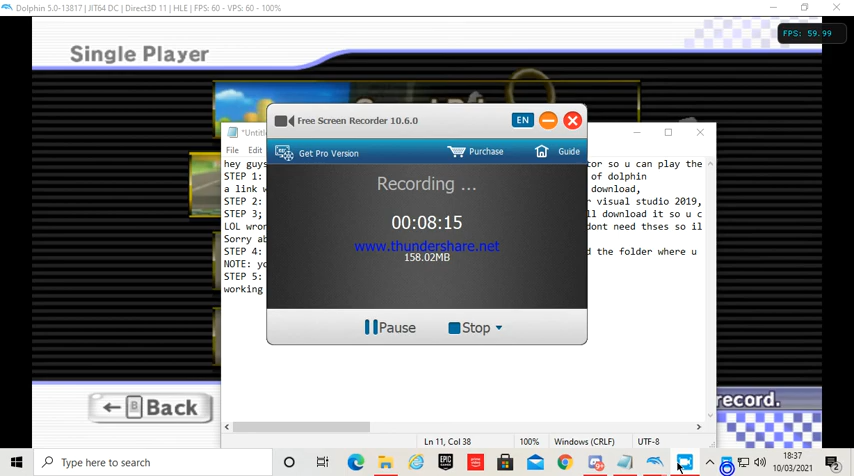 Dolphin 5.0-13817 | JIT64 DC | Direct3D 11 | HLE | FPS: 60 - VPS: 60 - 100%
FPS: 59.99
Single Player
Free Screen Recorder 10.6.0
EN
*Untit
Get Pro Version
Purchase
Guide
File
Edit
hey guys
tor so u can play the
STEP 1:
of dolphin
a link w
download,
STEP 2:
r visual studio 2019,
STEP 3;
ll download it so u c
LOL wron
dont need thses so il
Sorry ab
STEP 4:
d the folder where u
NOTE: yo
STEP 5:
working
Recording ...
00:08:15
www.thundershare.net
158.02MB
Pause
Stop
B
Back
record.
Ln 11, Col 38
100%
Windows (CRLF)
UTF-8
Type here to search
EPIC GAMES
18:37
10/03/2021
2